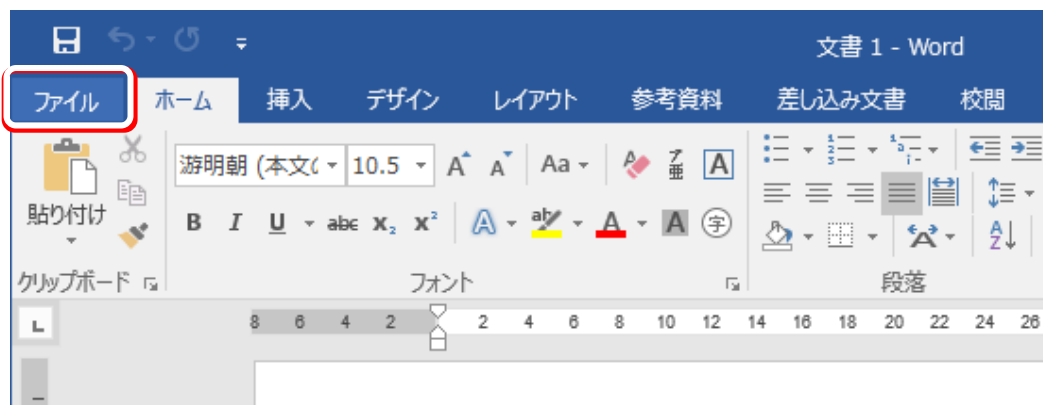 文書 1 - Word
ファイル ホーム 挿入 デザイン レイアウト 参考資料 差し込み文書 校閲
游明朝 (本文( 10.5 A A Aa ア亜 A
貼り付け
B I U abc X₂ X² A aby A A 字 A Z
クリップボード フォント 段落
L 8 6 4 2 2 4 6 8 10 12 14 16 18 20 22 24 26